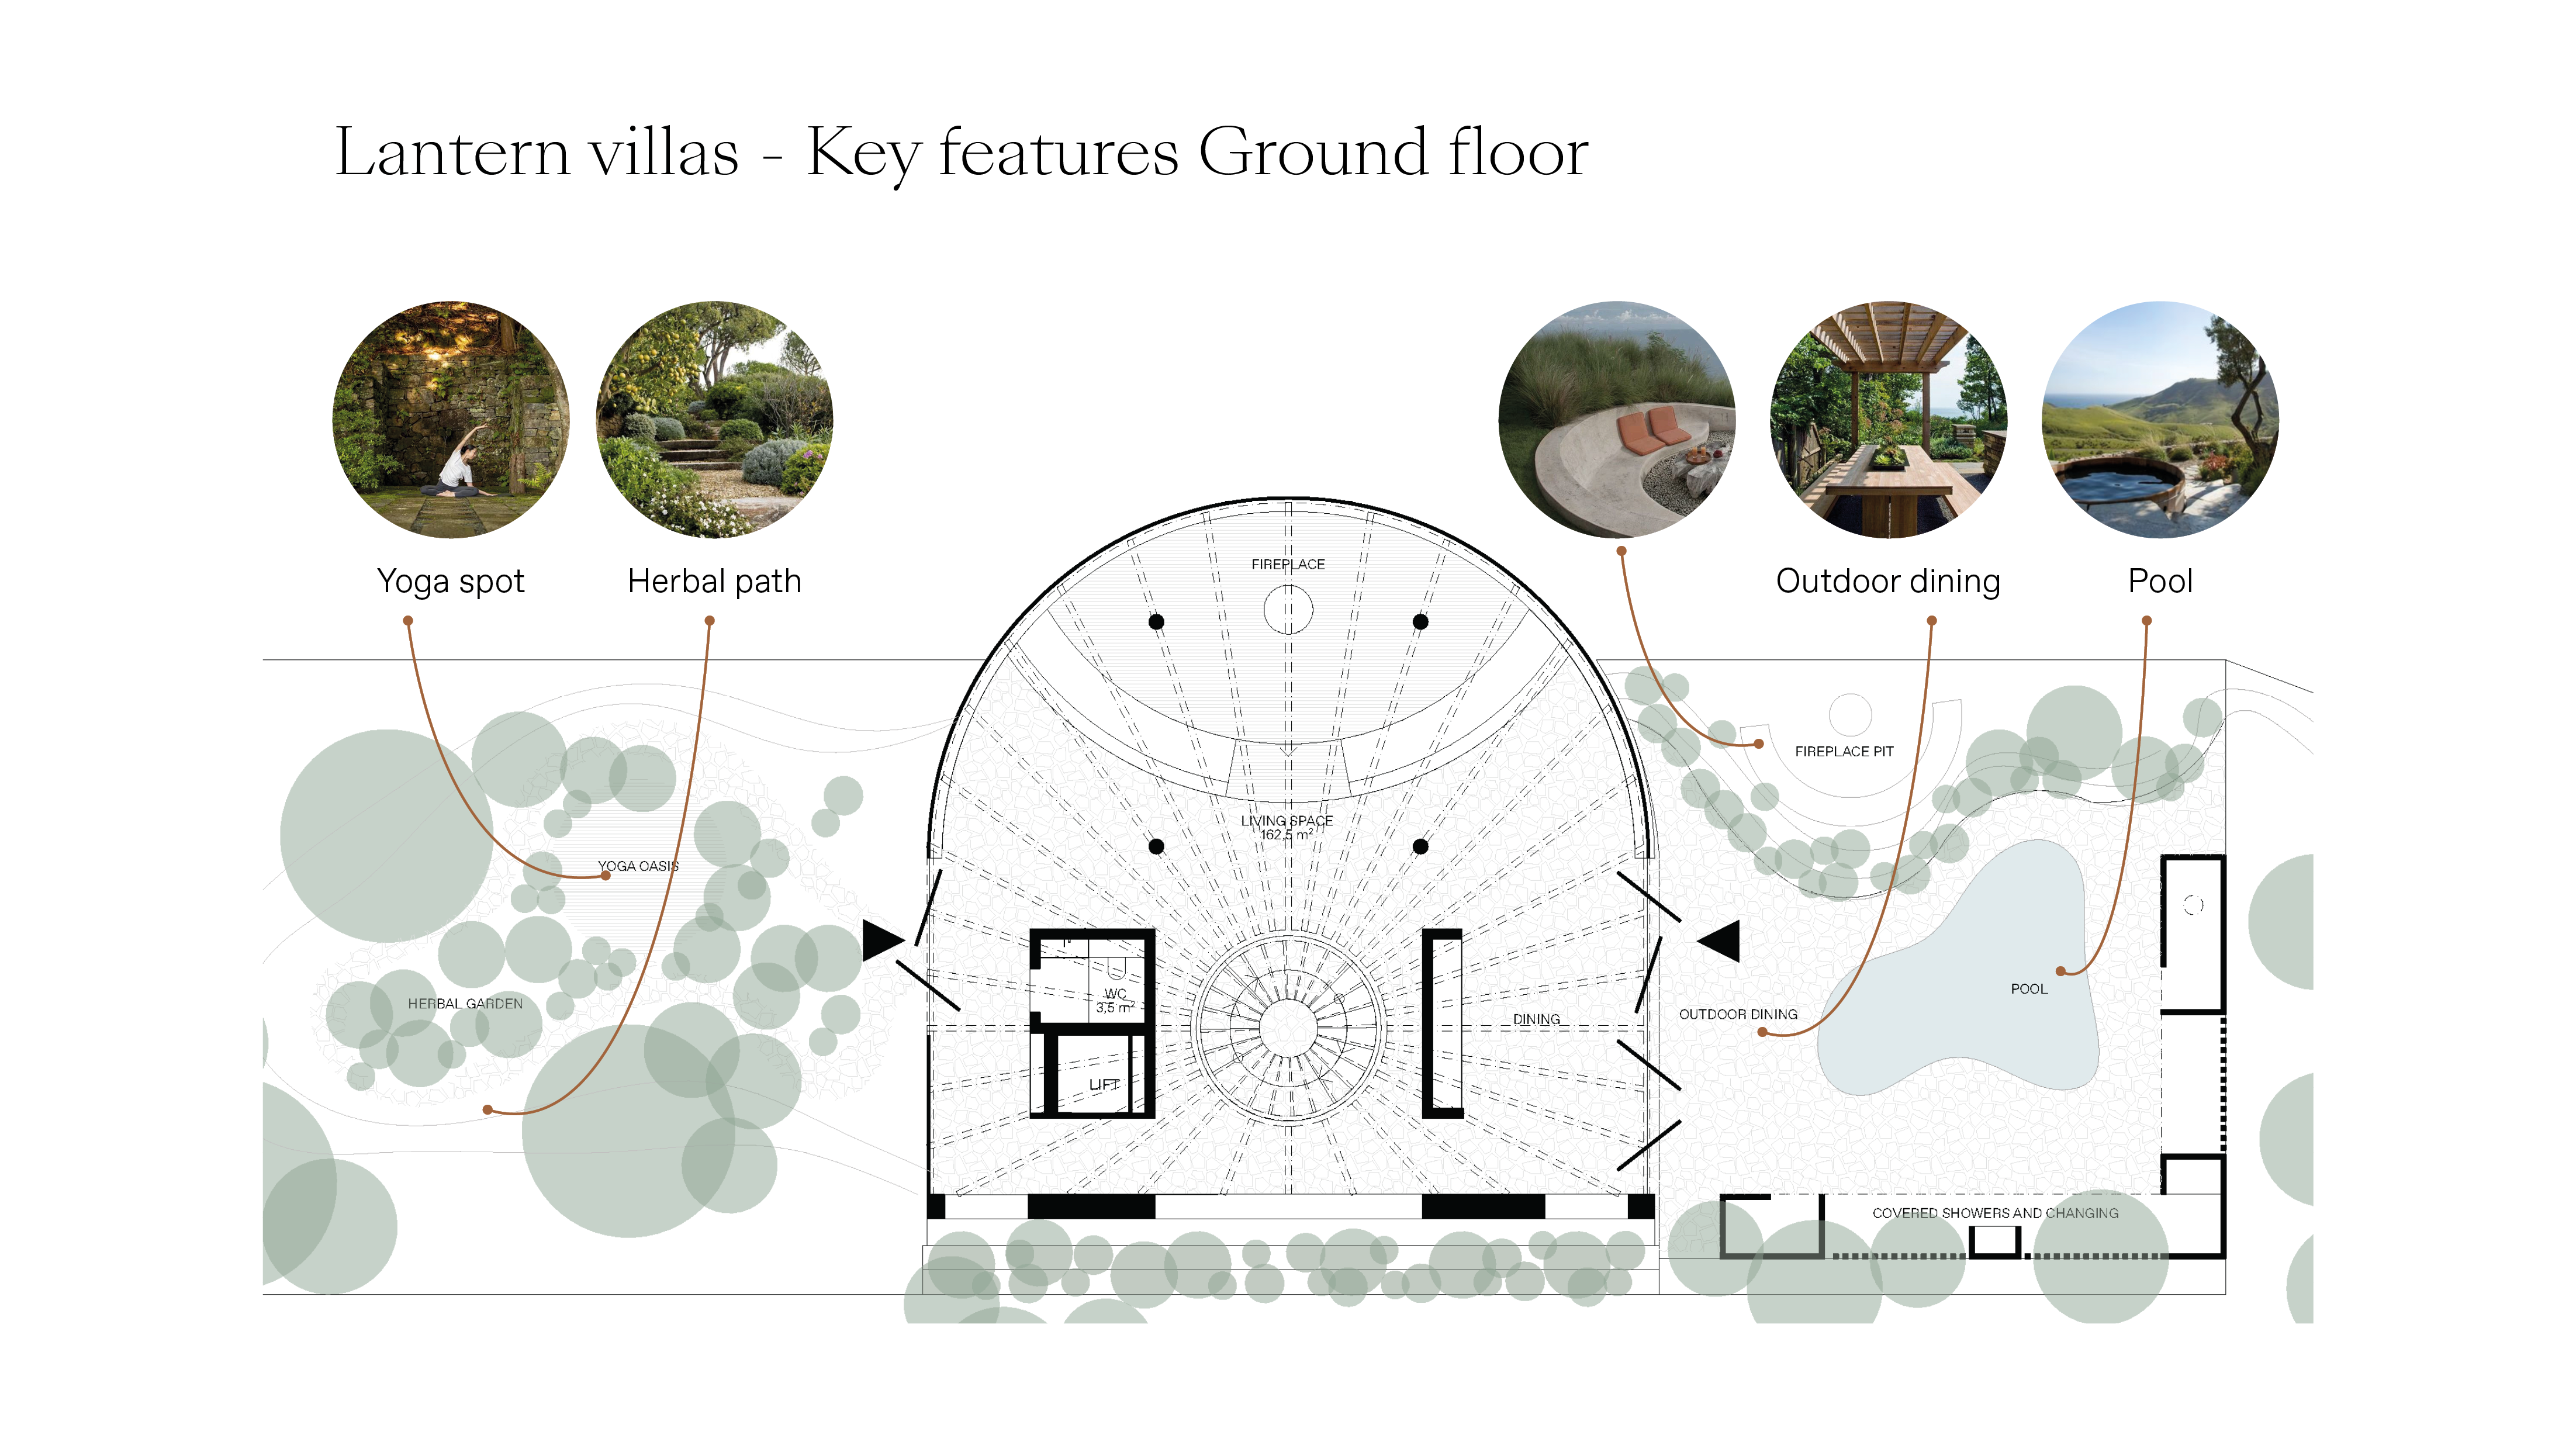 Lantern villas - Key features Ground floor
Yoga spot
Herbal path
Outdoor dining
Pool
FIREPLACE
FIREPLACE PIT
LIVING SPACE
162,5 m²
YOGA OASIS
HERBAL GARDEN
WC
3,5 m²
LIFT
DINING
OUTDOOR DINING
POOL
COVERED SHOWERS AND CHANGING